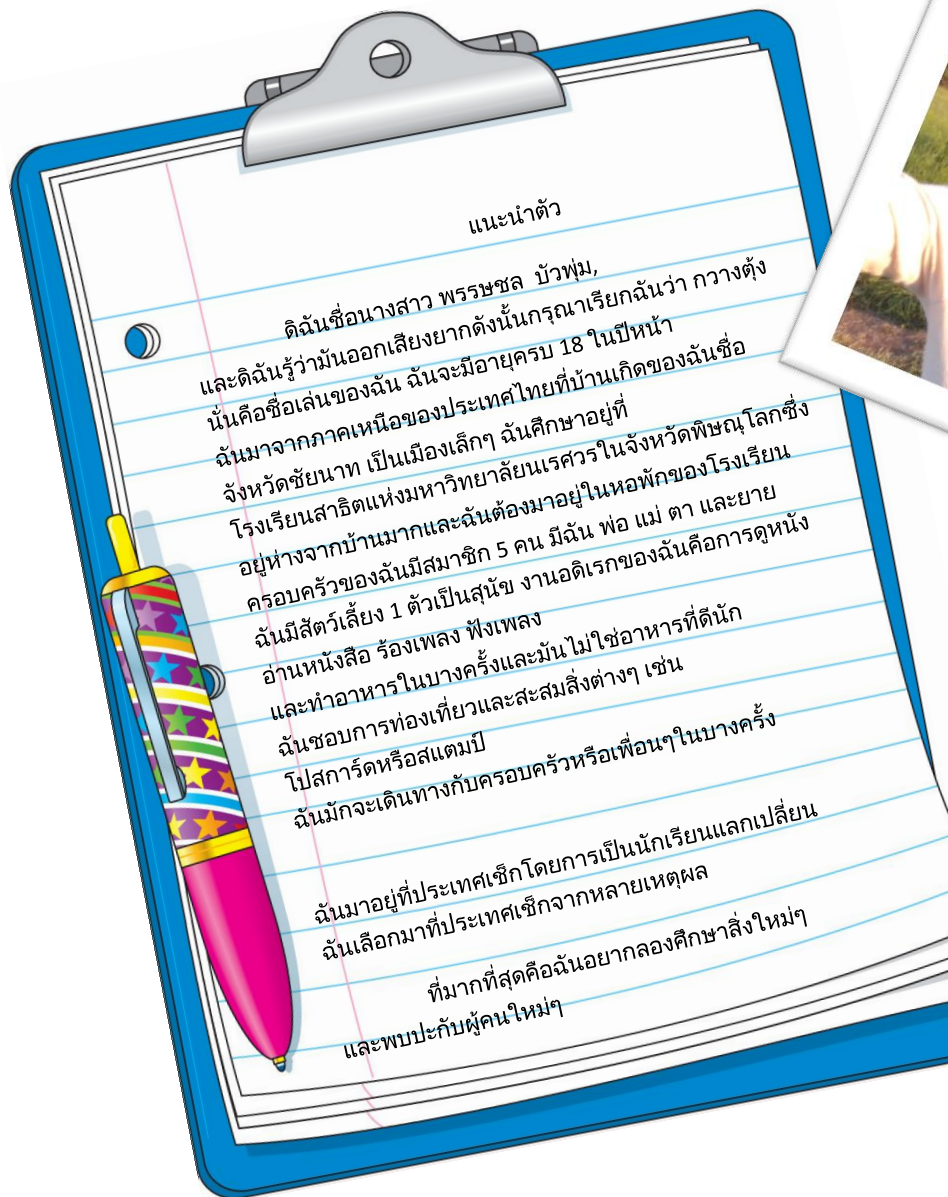 แนะนำตัว
ดิฉันชื่อนางสาว พรรษชล  บัวพุ่ม,
และดิฉันรู้ว่ามันออกเสียงยากดังนั้นกรุณาเรียกฉันว่า กวางตุ้ง
นั่นคือชื่อเล่นของฉัน ฉันจะมีอายุครบ 18 ในปีหน้า
ฉันมาจากภาคเหนือของประเทศไทยที่บ้านเกิดของฉันชื่อ
จังหวัดชัยนาท เป็นเมืองเล็กๆ ฉันศึกษาอยู่ที่
โรงเรียนสาธิตแห่งมหาวิทยาลัยนเรศวรในจังหวัดพิษณุโลกซึ่ง
อยู่ห่างจากบ้านมากและฉันต้องมาอยู่ในหอพักของโรงเรียน
ครอบครัวของฉันมีสมาชิก 5 คน มีฉัน พ่อ แม่ ตา และยาย
ฉันมีสัตว์เลี้ยง 1 ตัวเป็นสุนัข งานอดิเรกของฉันคือการดูหนัง
อ่านหนังสือ ร้องเพลง ฟังเพลง
และทำอาหารในบางครั้งและมันไม่ใช่อาหารที่ดีนัก
ฉันชอบการท่องเที่ยวและสะสมสิ่งต่างๆ เช่น
โปสการ์ดหรือสแตมป์
ฉันมักจะเดินทางกับครอบครัวหรือเพื่อนๆในบางครั้ง
ฉันมาอยู่ที่ประเทศเช็กโดยการเป็นนักเรียนแลกเปลี่ยน
ฉันเลือกมาที่ประเทศเช็กจากหลายเหตุผล
ที่มากที่สุดคือฉันอยากลองศึกษาสิ่งใหม่ๆ
และพบปะกับผู้คนใหม่ๆ